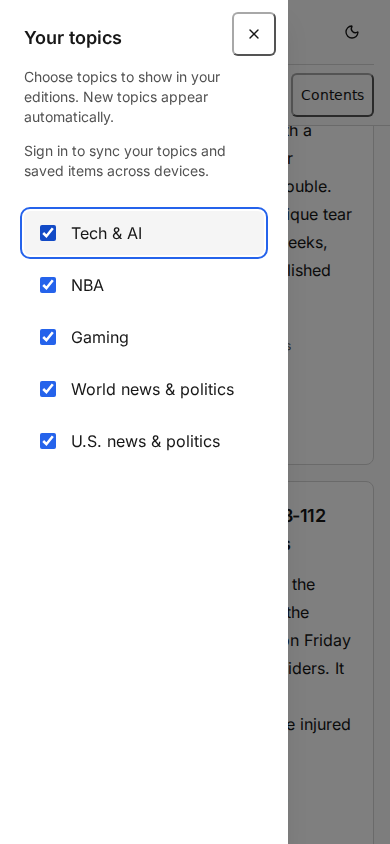 Your topics
Choose topics to show in your
editions. New topics appear
automatically.
Sign in to sync your topics and
saved items across devices.
Tech & AI
NBA
Gaming
World news & politics
U.S. news & politics
Contents
ouble.
ique tear
eeks,
lished
-112
the
the
on Friday
iders. It
injured